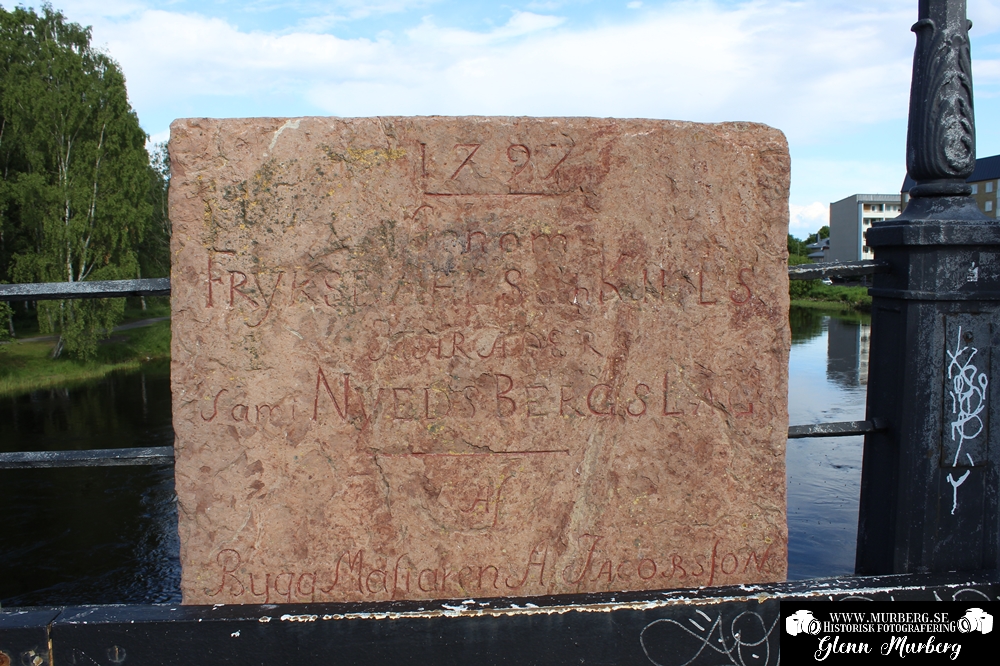 1797
genom
FRYKSDAHLS och KiHLS
HÄRADER
Samt NYEDS BERGSLAG
Af
Bygg Mästaren A JACOBSSON
WWW.MURBERG.SE
HISTORISK FOTOGRAFERING
Glenn Murberg